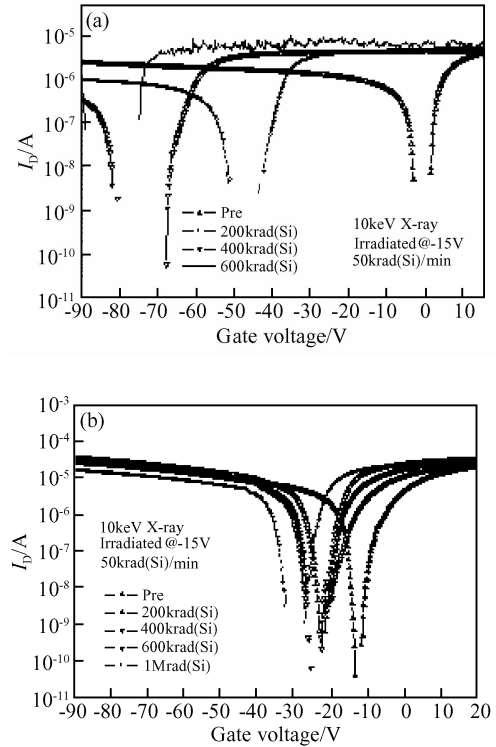 (a)
10-5
10-6
10-7
10-8
10-9
10-10
10-11
ID/A
Pre
200krad(Si)
400krad(Si)
600krad(Si)
10keV X-ray
Irradiated@-15V
50krad(Si)/min
-90 -80 -70 -60 -50 -40 -30 -20 -10 0 10
Gate voltage/V
(b)
10-3
10-4
10-5
10-6
10-7
10-8
10-9
10-10
10-11
ID/A
10keV X-ray
Irradiated@-15V
50krad(Si)/min
Pre
200krad(Si)
400krad(Si)
600krad(Si)
1Mrad(Si)
-90 -80 -70 -60 -50 -40 -30 -20 -10 0 10 20
Gate voltage/V